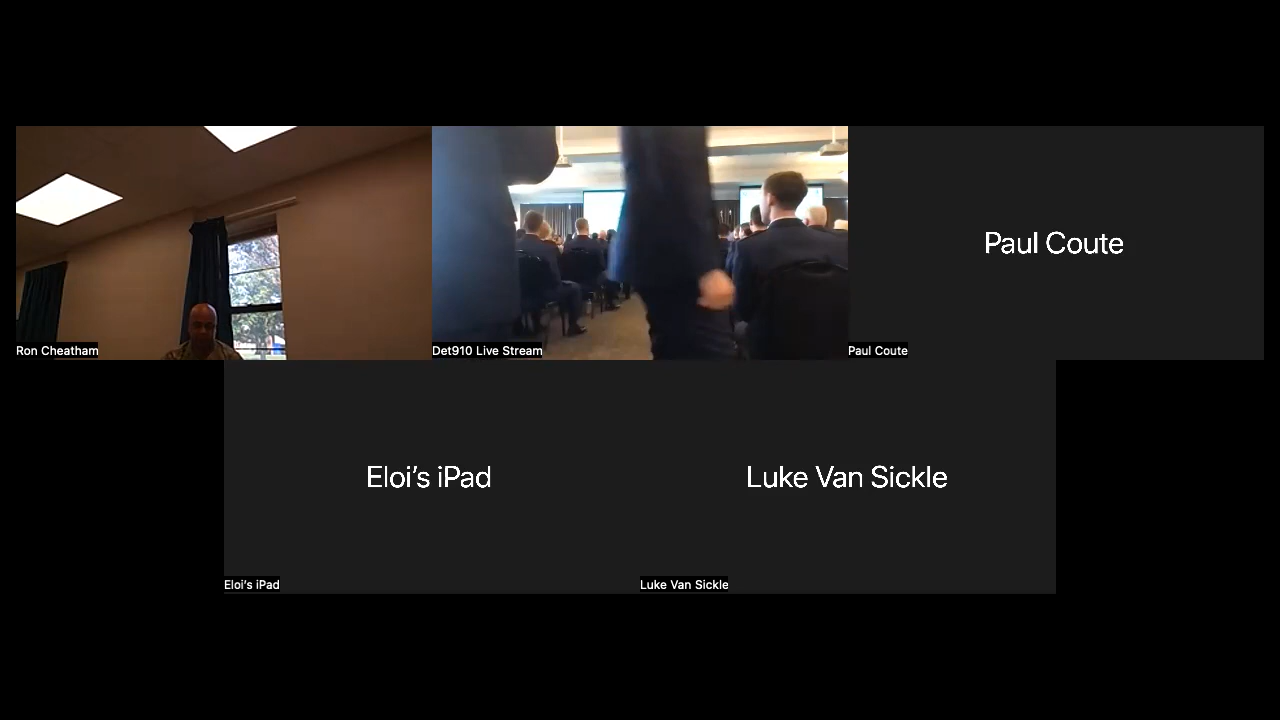 Ron Cheatham
Det910 Live Stream
Paul Coute
Paul Coute
Eloi's iPad
Eloi's iPad
Luke Van Sickle
Luke Van Sickle